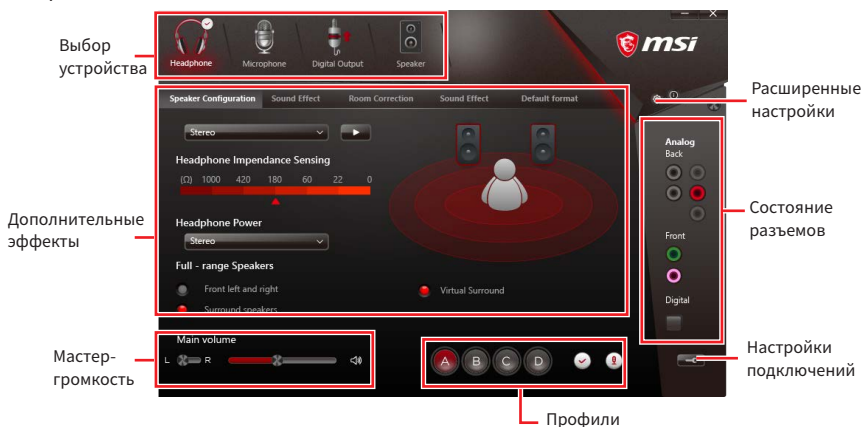 Выбор
устройства
Headphone
Microphone
Digital Output
Speaker
msi
Расширенные
настройки
Speaker Configuration
Sound Effect
Room Correction
Sound Effect
Default format
Stereo
Headphone Impendance Sensing
(Ω) 1000 420 180 60 22 0
Дополнительные
эффекты
Headphone Power
Stereo
Full - range Speakers
Front left and right
Virtual Surround
Surround speakers
Analog
Back
Front
Digital
Состояние
разъемов
Main volume
L R
Мастер-
громкость
A B C D
Настройки
подключений
Профили